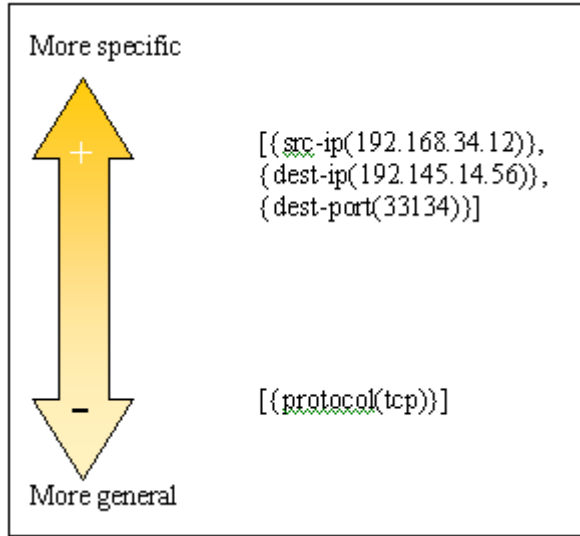 More specific
+
[{src-ip(192.168.34.12)},
{dest-ip(192.145.14.56)},
{dest-port(33134)}]
-
[{protocol(tcp)}]
More general